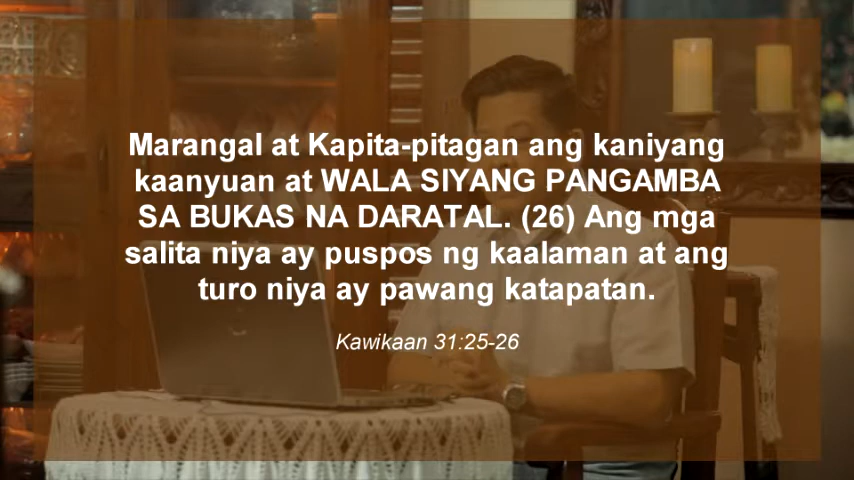 Marangal at Kapita-pitagan ang kaniyang
kaanyuan at WALA SIYANG PANGAMBA
SA BUKAS NA DARATAL. (26) Ang mga
salita niya ay puspos ng kaalaman at ang
turo niya ay pawang katapatan.
Kawikaan 31:25-26